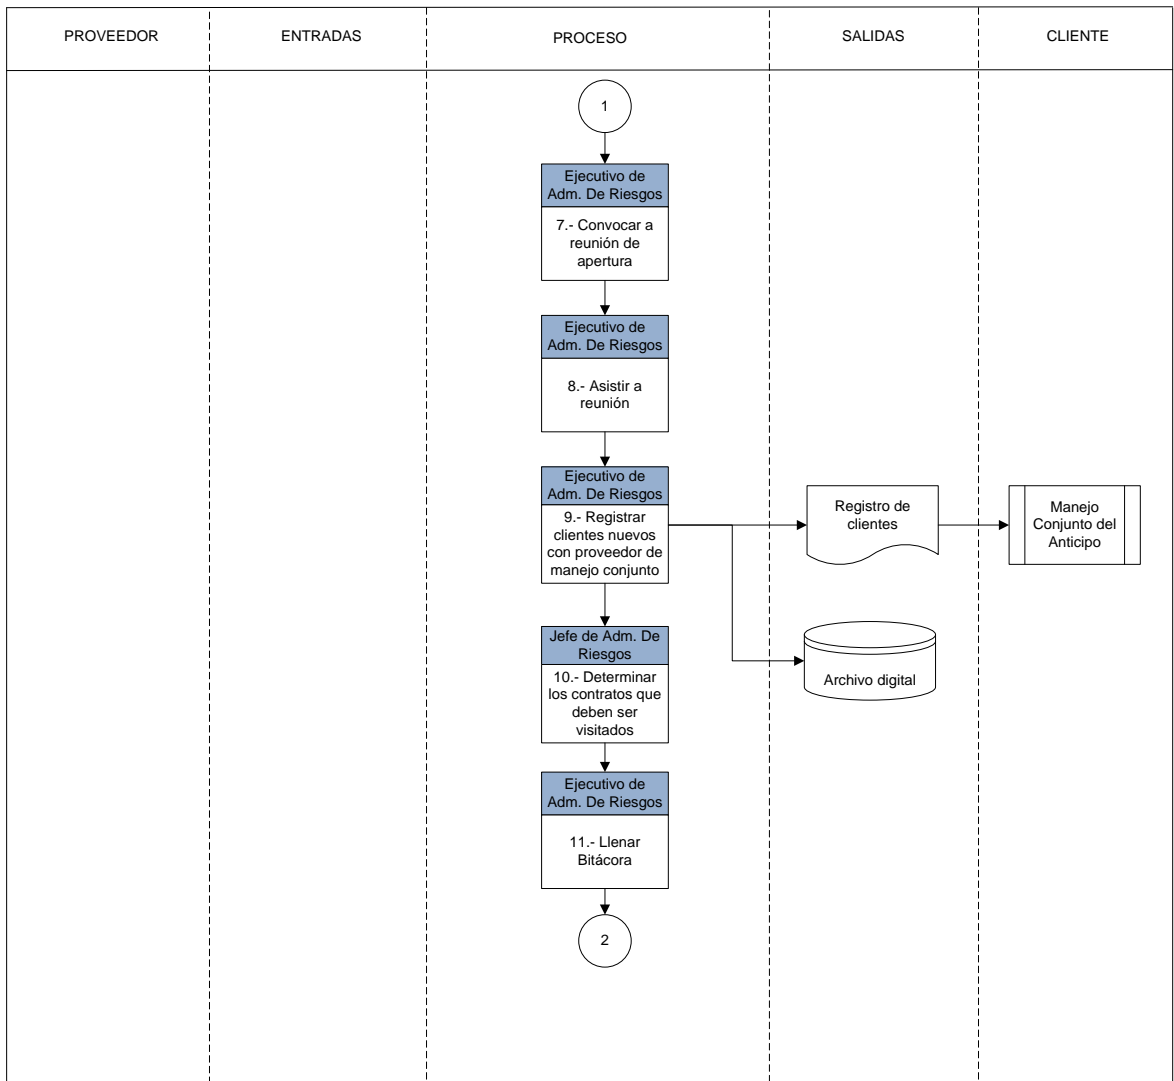 PROVEEDOR
ENTRADAS
PROCESO
SALIDAS
CLIENTE
1
Ejecutivo de
Adm. De Riesgos
7.- Convocar a
reunión de
apertura
Ejecutivo de
Adm. De Riesgos
8.- Asistir a
reunión
Ejecutivo de
Adm. De Riesgos
9.- Registrar
clientes nuevos
con proveedor de
manejo conjunto
Registro de
clientes
Manejo
Conjunto del
Anticipo
Jefe de Adm. De
Riesgos
10.- Determinar
los contratos que
deben ser
visitados
Archivo digital
Ejecutivo de
Adm. De Riesgos
11.- Llenar
Bitácora
2